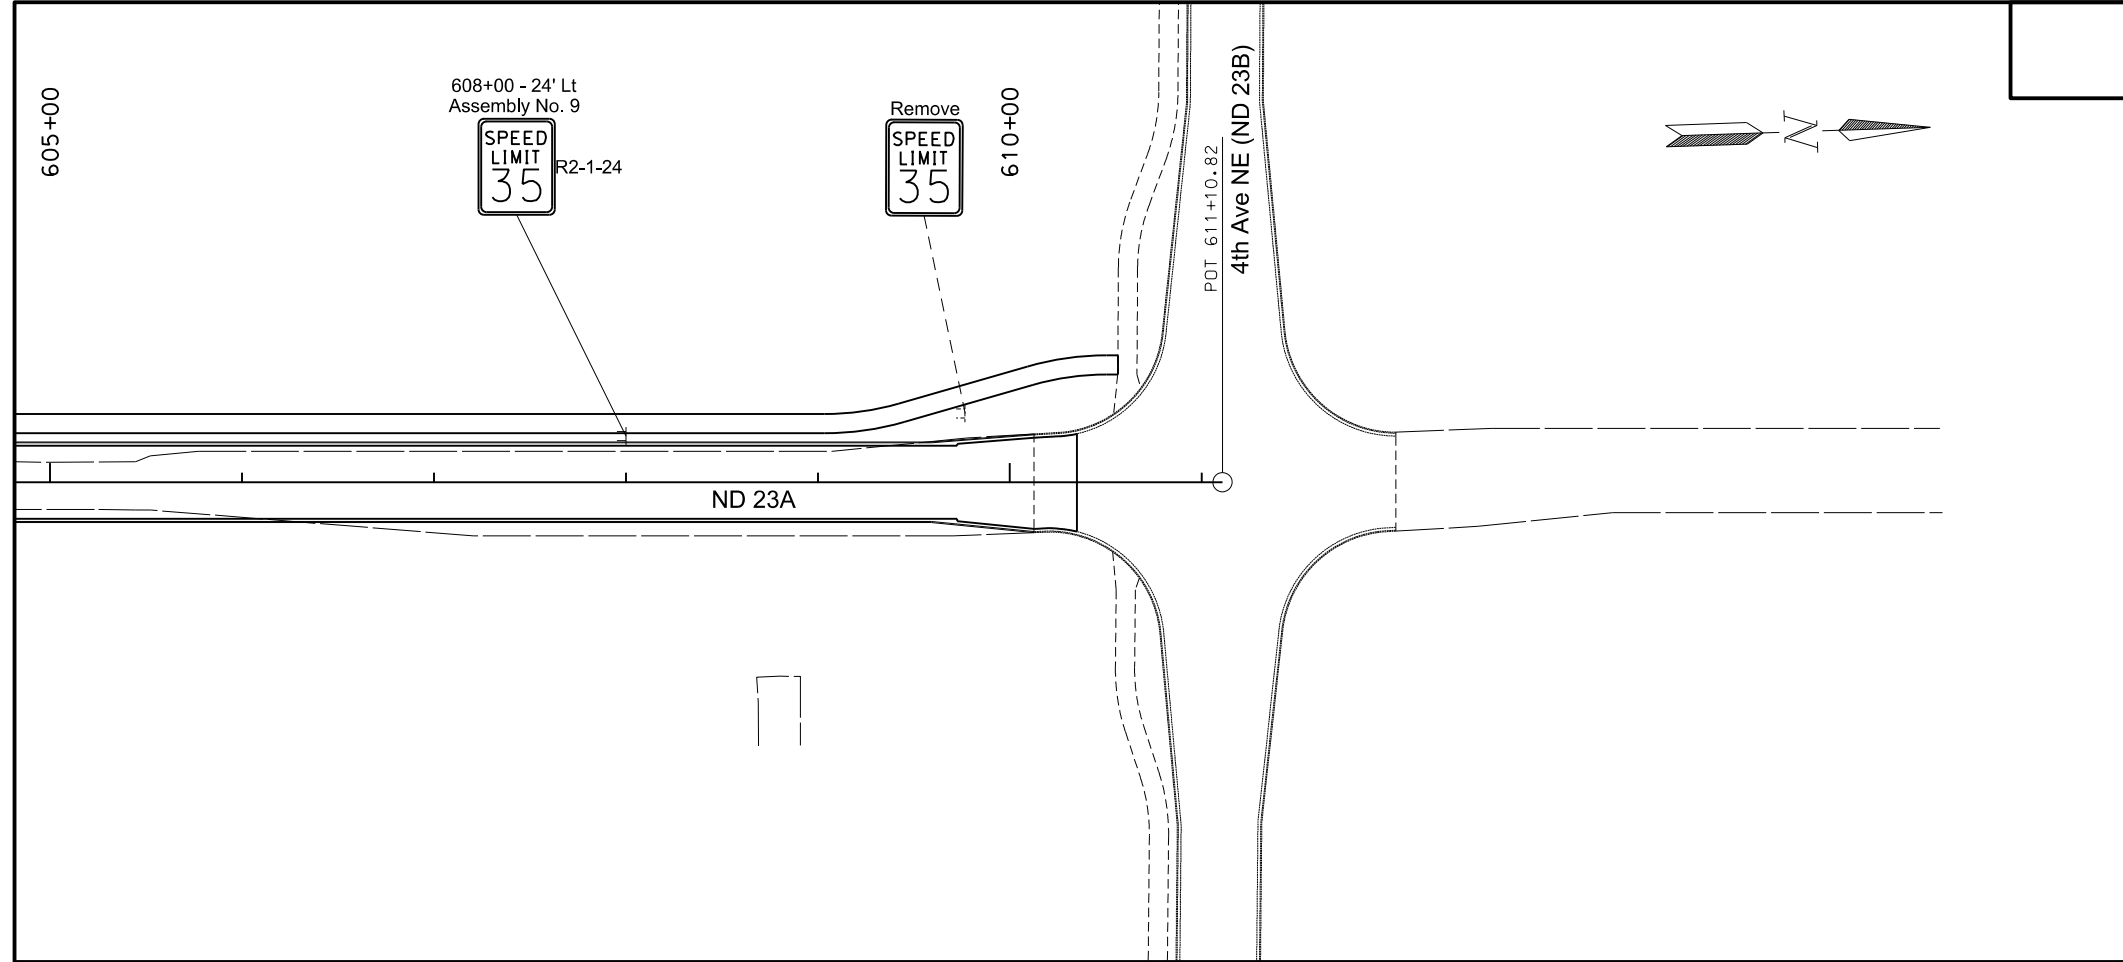 605+00
608+00 - 24' Lt
Assembly No. 9
SPEED
LIMIT
35
R2-1-24
Remove
SPEED
LIMIT
35
610+00
POT 611+10.82
4th Ave NE (ND 23B)
N
ND 23A